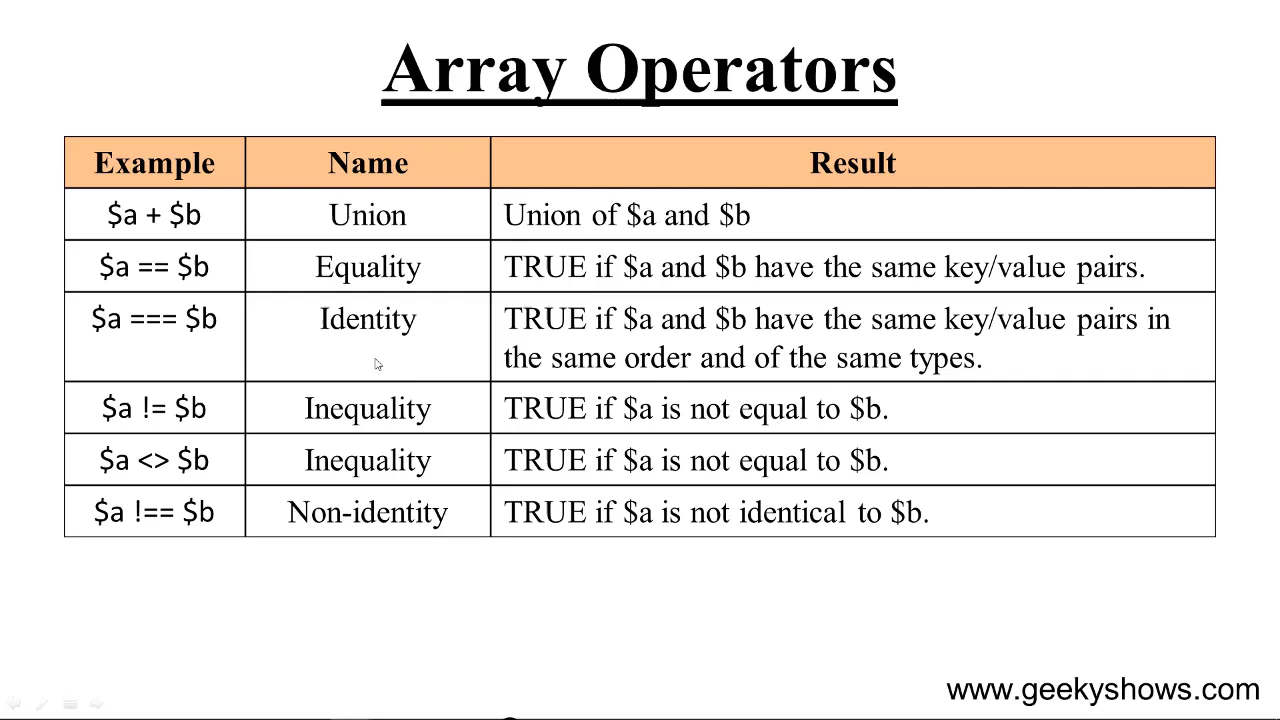 Array Operators
Example Name Result
$a + $b Union Union of $a and $b
$a == $b Equality TRUE if $a and $b have the same key/value pairs.
$a === $b Identity TRUE if $a and $b have the same key/value pairs in
the same order and of the same types.
$a != $b Inequality TRUE if $a is not equal to $b.
$a <> $b Inequality TRUE if $a is not equal to $b.
$a !== $b Non-identity TRUE if $a is not identical to $b.
www.geekyshows.com